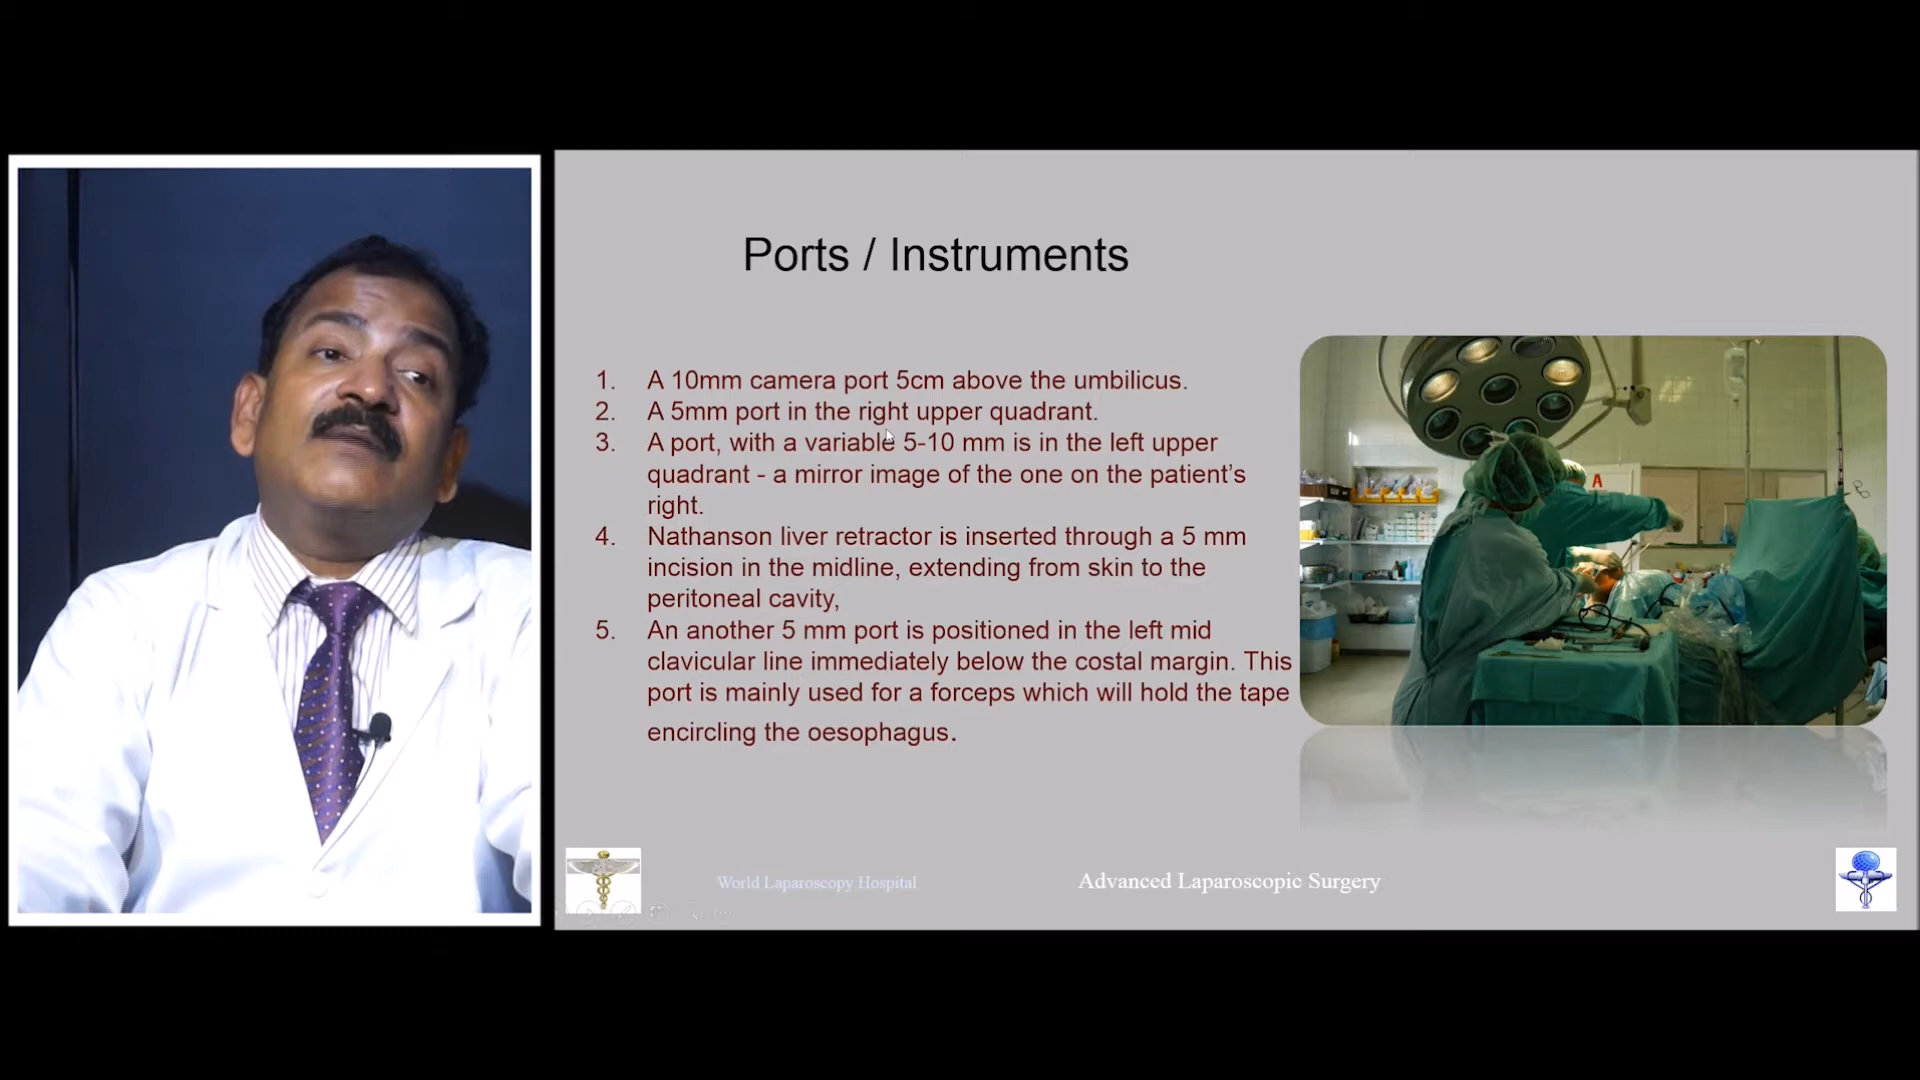 Ports / Instruments
1. A 10mm camera port 5cm above the umbilicus.
2. A 5mm port in the right upper quadrant.
3. A port, with a variable 5-10 mm is in the left upper
quadrant - a mirror image of the one on the patient’s
right.
4. Nathanson liver retractor is inserted through a 5 mm
incision in the midline, extending from skin to the
peritoneal cavity,
5. An another 5 mm port is positioned in the left mid
clavicular line immediately below the costal margin. This
port is mainly used for a forceps which will hold the tape
encircling the oesophagus.
A
World Laparoscopy Hospital
Advanced Laparoscopic Surgery